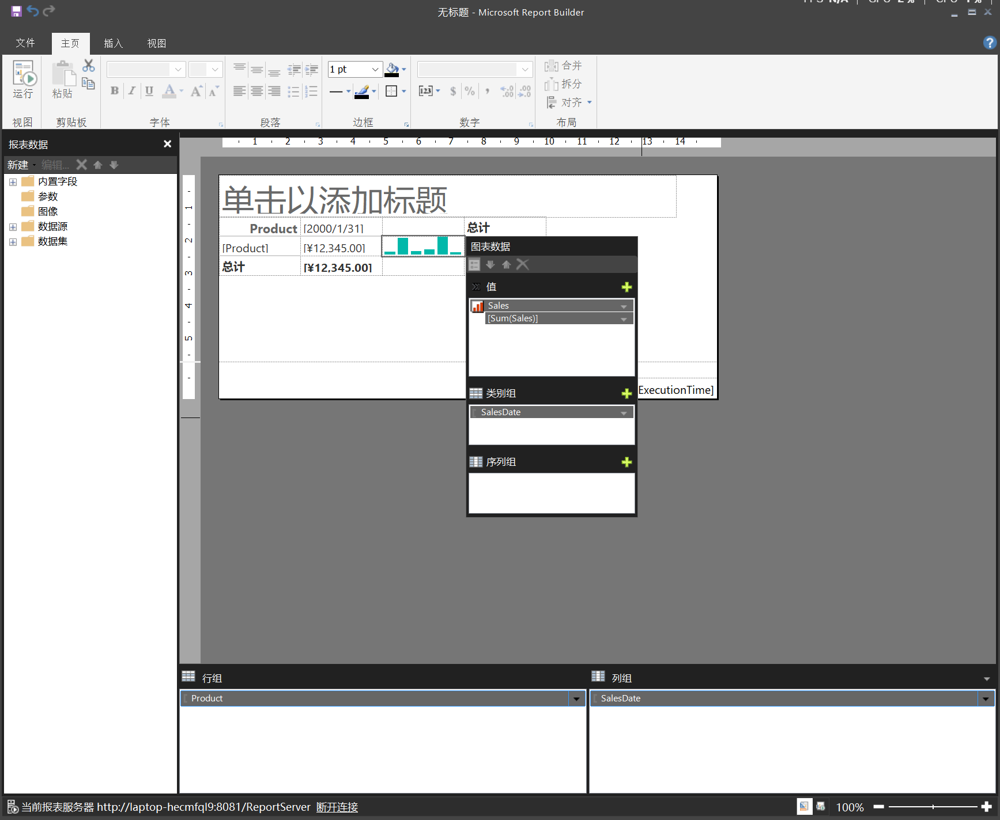 无标题 - Microsoft Report Builder
文件 主页 插入 视图
运行 粘贴 1 pt 合并
拆分
对齐
视图 剪贴板 字体 段落 边框 数字 布局
报表数据
新建 编辑...
内置字段
参数
图像
数据源
数据集
1 2 3 4 5 6 7 8 9 10 11 12 13 14
1
2
3
4
5
单击以添加标题
Product [2000/1/31] 总计
[Product] [¥12,345.00]
总计 [¥12,345.00]
图表数据
值
Sales
[Sum(Sales)]
类别组
SalesDate
序列组
ExecutionTime]
行组 列组
Product SalesDate
当前报表服务器 http://laptop-hecmfql9:8081/ReportServer 断开连接 100%